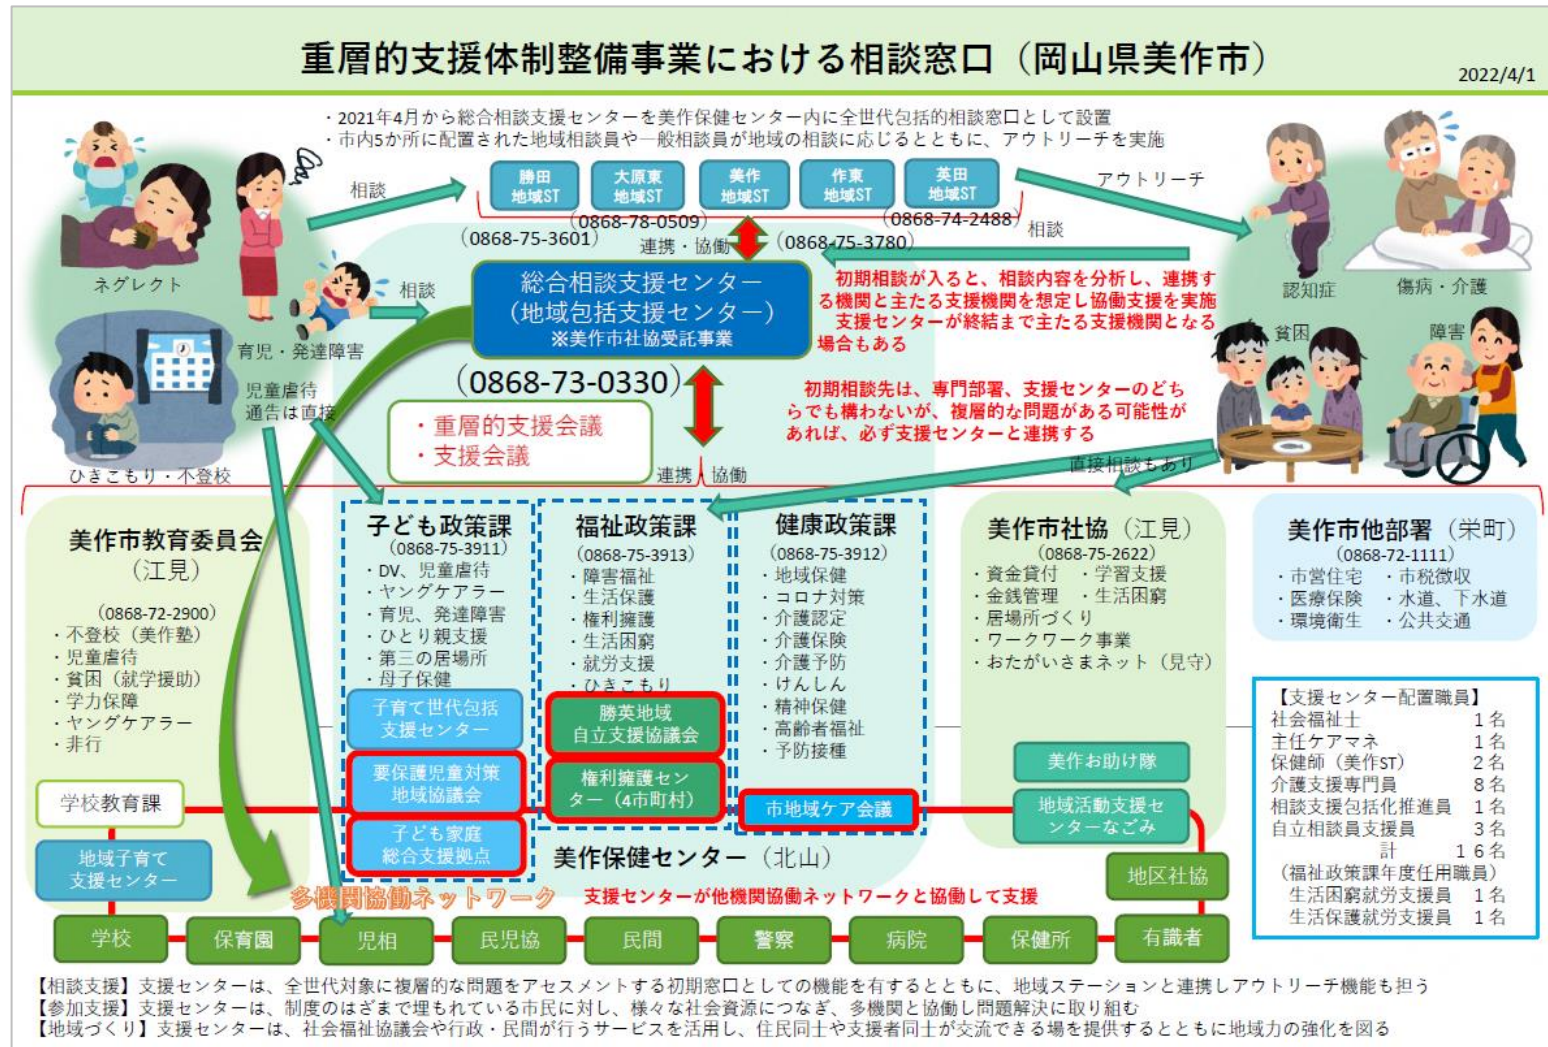 重層的支援体制整備事業における相談窓口（岡山県美作市）
2022/4/1
・2021年4月から総合相談支援センターを美作保健センター内に全世代包括的相談窓口として設置
・市内5か所に配置された地域相談員や一般相談員が地域の相談に応じるとともに、アウトリーチを実施
勝田
地域ST
大原東
地域ST
美作
地域ST
作東
地域ST
英田
地域ST
相談
アウトリーチ
(0868-78-0509)
(0868-74-2488)
相談
(0868-75-3601)
連携・協働
(0868-75-3780)
ネグレクト
相談
育児・発達障害
児童虐待
通告は直接
ひきこもり・不登校
認知症
傷病・介護
貧困
障害
総合相談支援センター
(地域包括支援センター)
※美作市社協受託事業
(0868-73-0330)
初期相談が入ると、相談内容を分析し、連携す
る機関と主たる支援機関を想定し協働支援を実施
支援センターが終結まで主たる支援機関となる
場合もある
初期相談先は、専門部署、支援センターのどち
らでも構わないが、複層的な問題がある可能性が
あれば、必ず支援センターと連携する
・重層的支援会議
・支援会議
連携
協働
直接相談もあり
美作市教育委員会
（江見）
(0868-72-2900)
・不登校（美作塾）
・児童虐待
・貧困（就学援助）
・学力保障
・ヤングケアラー
・非行
学校教育課
地域子育て
支援センター
子ども政策課
(0868-75-3911)
・DV、児童虐待
・ヤングケアラー
・育児、発達障害
・ひとり親支援
・第三の居場所
・母子保健
子育て世代包括
支援センター
要保護児童対策
地域協議会
子ども家庭
総合支援拠点
福祉政策課
(0868-75-3913)
・障害福祉
・生活保護
・権利擁護
・生活困窮
・就労支援
・ひきこもり
勝英地域
自立支援協議会
権利擁護セン
ター（4市町村）
健康政策課
(0868-75-3912)
・地域保健
・コロナ対策
・介護認定
・介護保険
・介護予防
・けんしん
・精神保健
・高齢者福祉
・予防接種
市地域ケア会議
美作保健センター（北山）
美作市社協（江見）
(0868-75-2622)
・資金貸付　・学習支援
・金銭管理　・生活困窮
・居場所づくり
・ワークワーク事業
・おたがいさまネット（見守）
美作お助け隊
地域活動支援セ
ンターなごみ
地区社協
美作市他部署（栄町）
(0868-72-1111)
・市営住宅　・市税徴収
・医療保険　・水道、下水道
・環境衛生　・公共交通
【支援センター配置職員】
社会福祉士　1名
主任ケアマネ　1名
保健師（美作ST）　2名
介護支援専門員　8名
相談支援包括化推進員　1名
自立相談員支援員　3名
計　16名
（福祉政策課年度任用職員）
生活困窮就労支援員　1名
生活保護就労支援員　1名
多機関協働ネットワーク
支援センターが他機関協働ネットワークと協働して支援
学校
保育園
児相
民児協
民間
警察
病院
保健所
有識者
【相談支援】支援センターは、全世代対象に複層的な問題をアセスメントする初期窓口としての機能を有するとともに、地域ステーションと連携しアウトリーチ機能も担う
【参加支援】支援センターは、制度のはざまで埋もれている市民に対し、様々な社会資源につなぎ、多機関と協働し問題解決に取り組む
【地域づくり】支援センターは、社会福祉協議会や行政・民間が行うサービスを活用し、住民同士や支援者同士が交流できる場を提供するとともに地域力の強化を図る